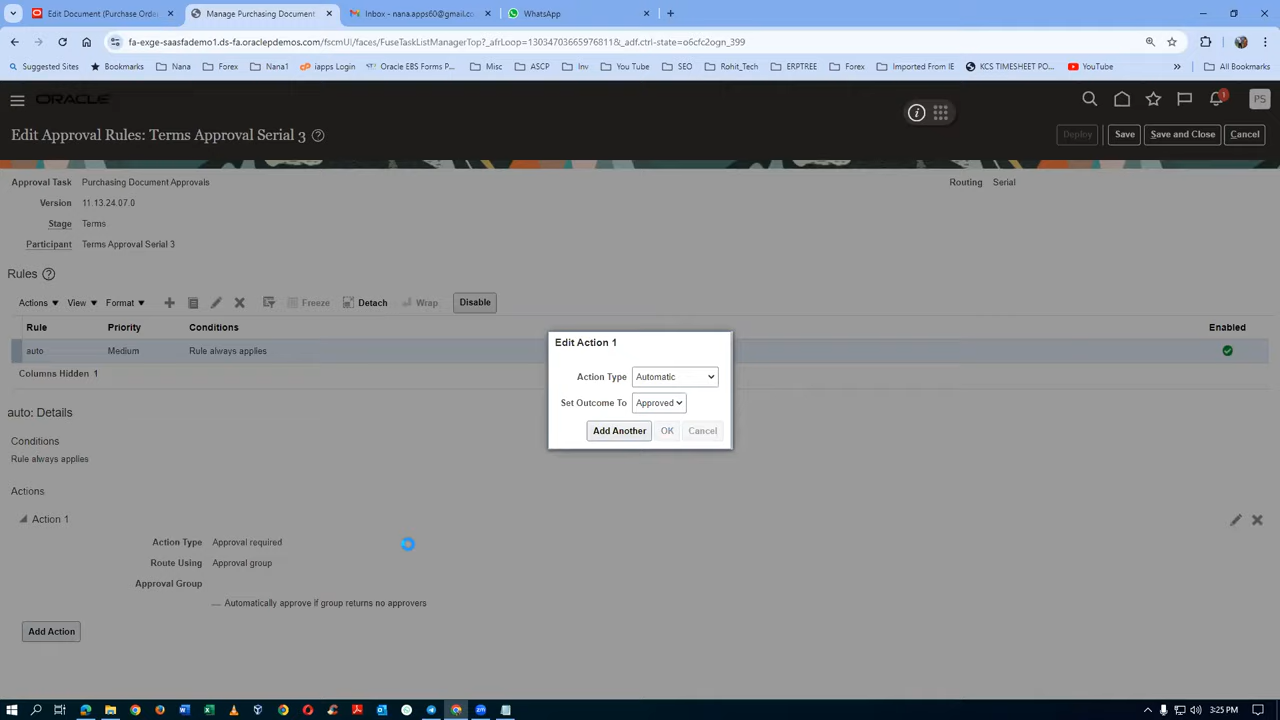 Edit Document (Purchase Orde
Manage Purchasing Document
Inbox - nana.apps60@gmail.c
WhatsApp
fa-exge-saasfademo1.ds-fa.oraclepdemos.com/fscmUI/faces/FuseTaskListManagerTop?_afrLoop=13034703665976811&_adf.ctrl-state=o6cfc2ogn_399
Suggested Sites
Bookmarks
Nana
Forex
Nana1
iapps Login
Oracle EBS Forms P...
Misc
ASCP
Inv
You Tube
SEO
Rohit_Tech
ERPTREE
Forex
Imported From IE
KCS TIMESHEET PO...
YouTube
All Bookmarks
ORACLE
1
PS
Edit Approval Rules: Terms Approval Serial 3
Deploy
Save
Save and Close
Cancel
Approval Task Purchasing Document Approvals
Routing Serial
Version 11.13.24.07.0
Stage Terms
Participant Terms Approval Serial 3
Rules
Actions View Format Freeze Detach Wrap Disable
Rule Priority Conditions Enabled
auto Medium Rule always applies
Columns Hidden 1
Edit Action 1
Action Type Automatic
Set Outcome To Approved
Add Another OK Cancel
auto: Details
Conditions
Rule always applies
Actions
Action 1
Action Type Approval required
Route Using Approval group
Approval Group
Automatically approve if group returns no approvers
Add Action
3:25 PM